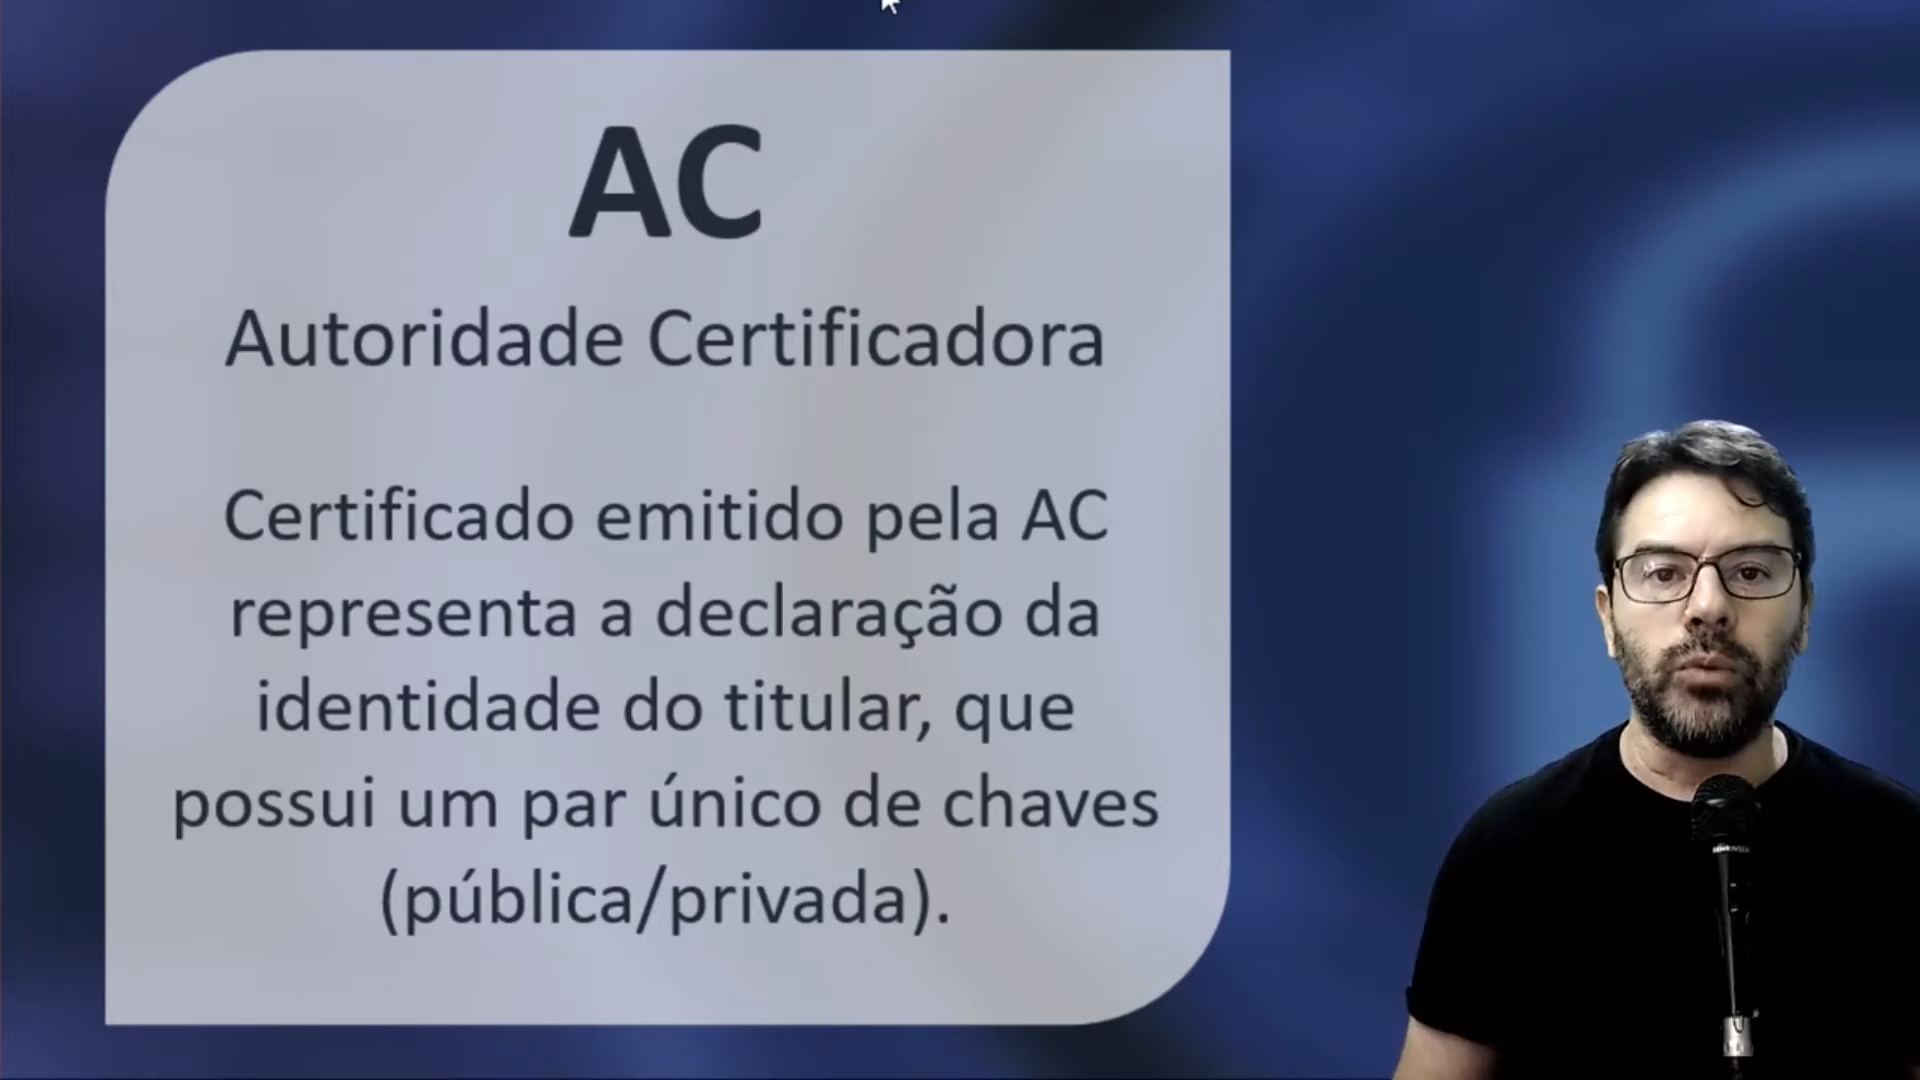 AC
Autoridade Certificadora
Certificado emitido pela AC
representa a declaração da
identidade do titular, que
possui um par único de chaves
(pública/privada).